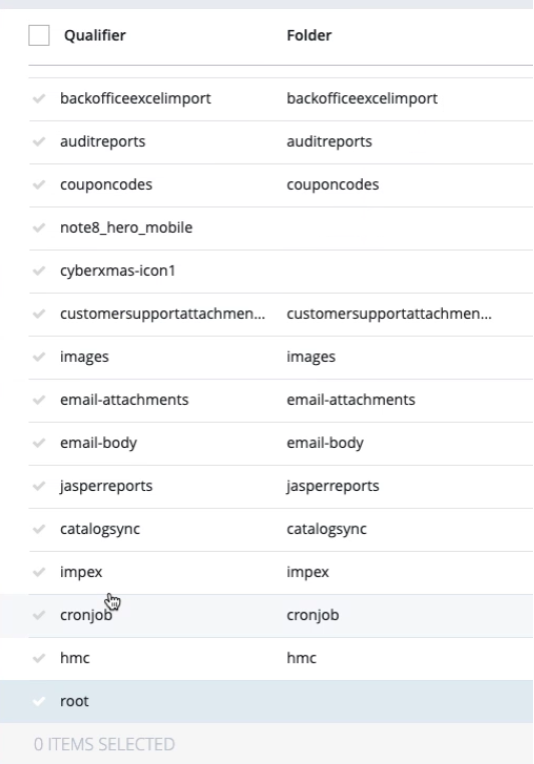 Qualifier Folder
backofficeexcelimport backofficeexcelimport
auditreports auditreports
couponcodes couponcodes
note8_hero_mobile
cyberxmas-icon1
customersupportattachmen... customersupportattachmen...
images images
email-attachments email-attachments
email-body email-body
jasperreports jasperreports
catalogsync catalogsync
impex impex
cronjob cronjob
hmc hmc
root
0 ITEMS SELECTED